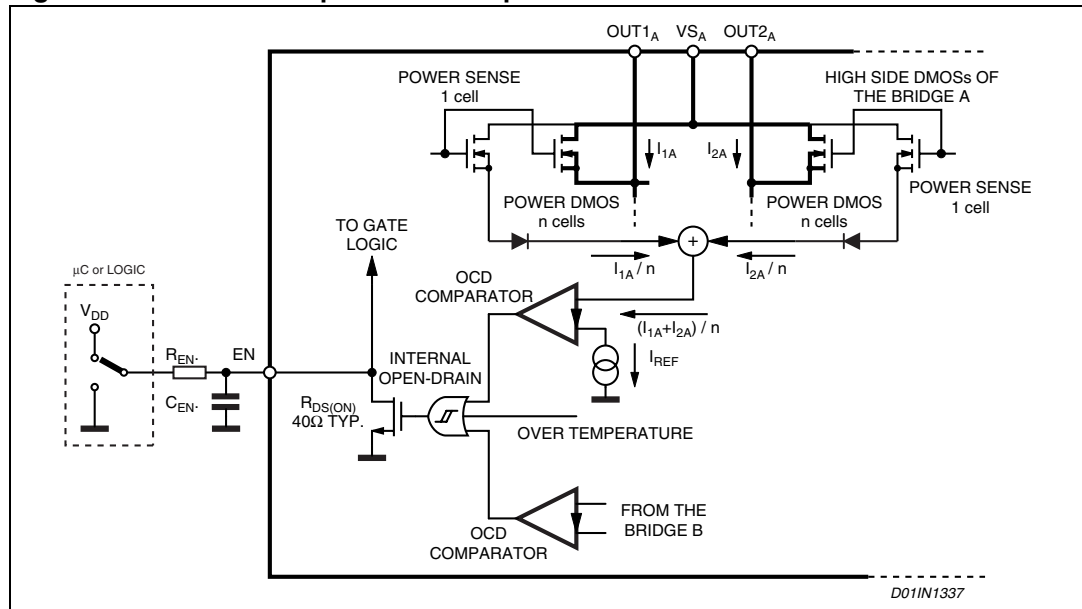 OUT1A VSA OUT2A
POWER SENSE
1 cell
HIGH SIDE DMOSs OF
THE BRIDGE A
I1A
I2A
POWER DMOS
n cells
POWER DMOS
n cells
POWER SENSE
1 cell
TO GATE
LOGIC
+
I1A / n
I2A / n
µC or LOGIC
OCD
COMPARATOR
(I1A+I2A) / n
VDD
IREF
REN.
EN
INTERNAL
OPEN-DRAIN
CEN.
RDS(ON)
40Ω TYP.
OVER TEMPERATURE
FROM THE
BRIDGE B
OCD
COMPARATOR
D01IN1337